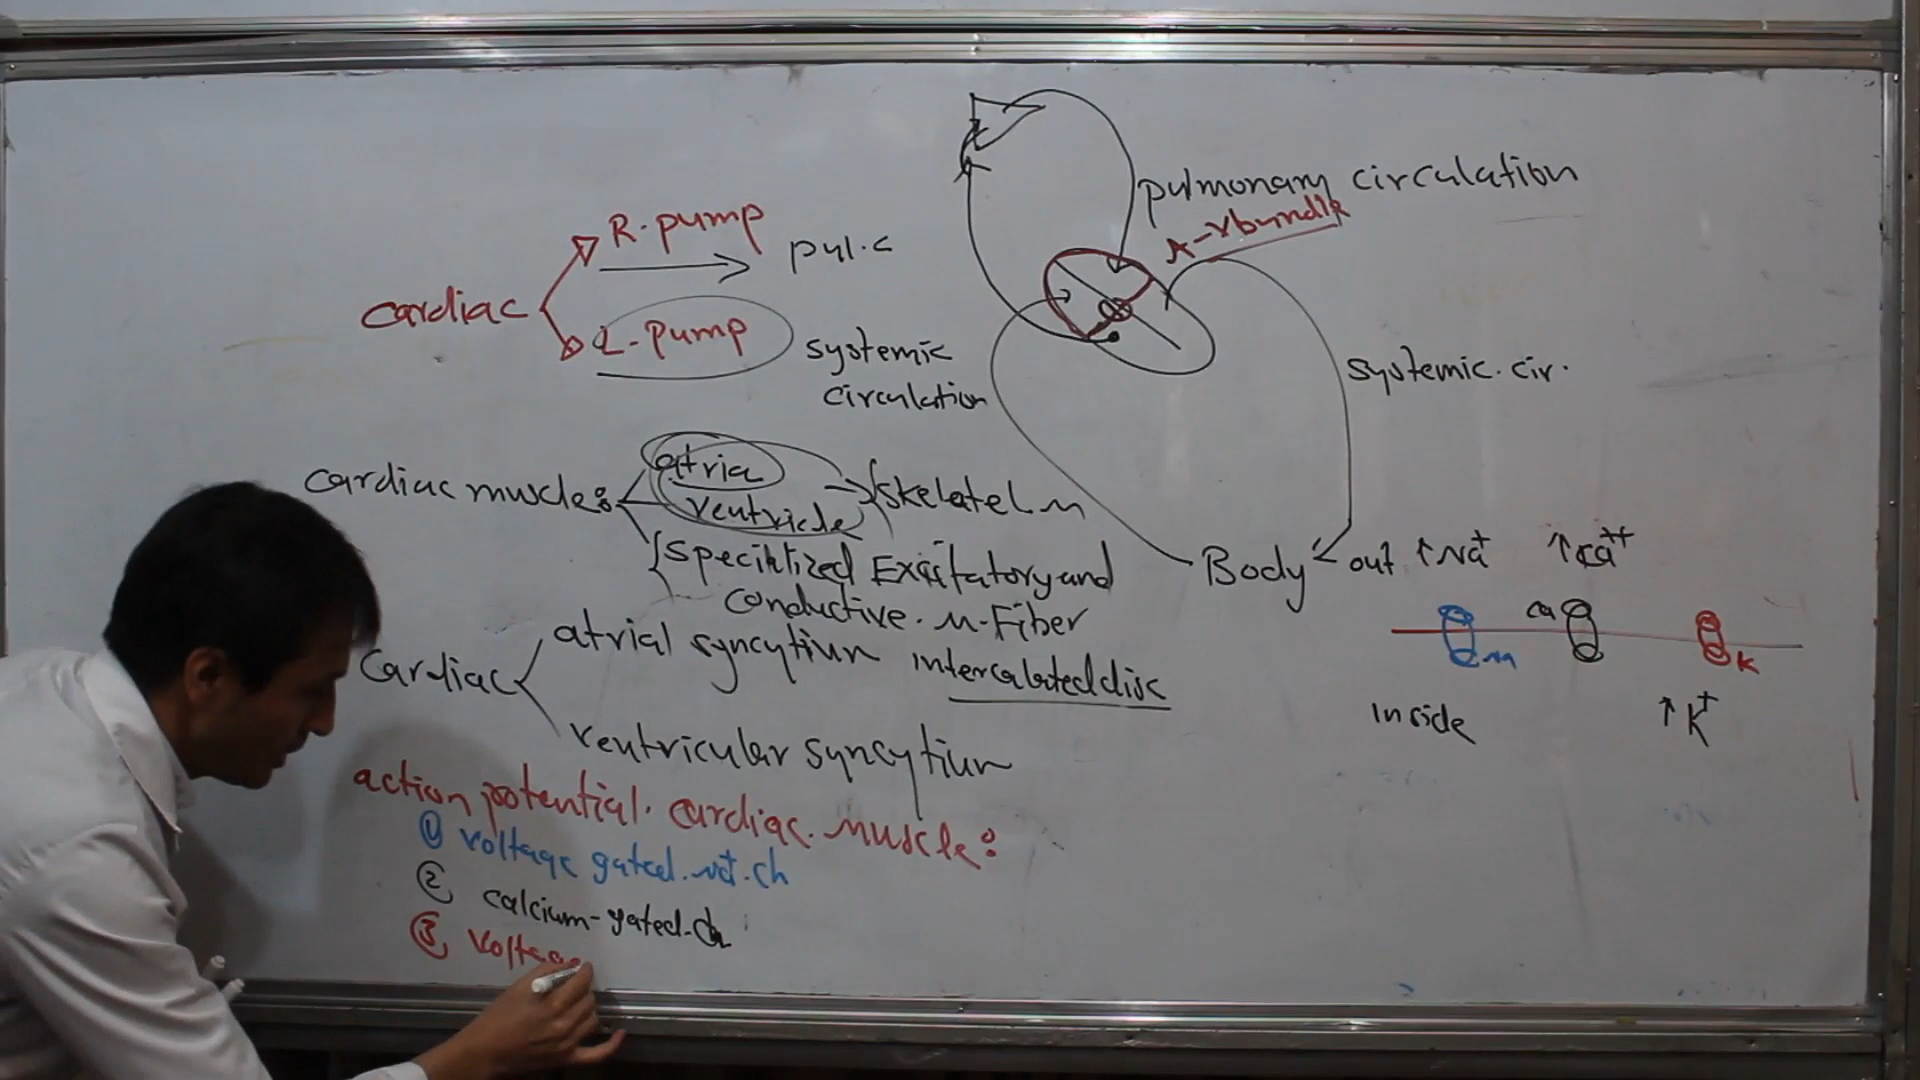 pulmonary circulation
A-v bundle
R. pump
pul. c
cardiac
L-pump
systemic
circulation
systemic. cir.
cardiac muscle:
atria
ventricle
skelatel m
specilized Excitatory and
conductive. m. Fiber
Body
out ↑Na+ ↑ca++
ca
Na
K
inside ↑K+
cardiac
atrial syncytium intercalated disc
ventricular syncytium
action potential. cardiac. muscle:
① voltage gated. Na+. ch
② calcium-gated. ch
③ voltage